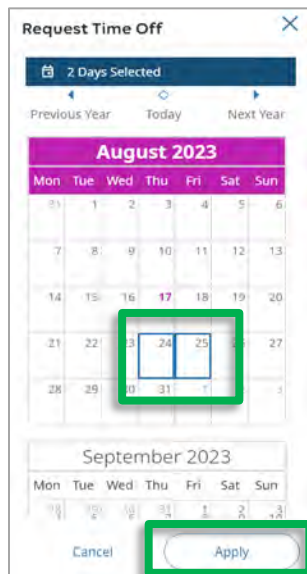 Request Time Off
2 Days Selected
Previous Year Today Next Year
August 2023
Mon Tue Wed Thu Fri Sat Sun
31 1 2 3 4 5 6
7 8 9 10 11 12 13
14 15 16 17 18 19 20
21 22 23 24 25 26 27
28 29 30 31 1
September 2023
Mon Tue Wed Thu Fri Sat Sun
Cancel Apply